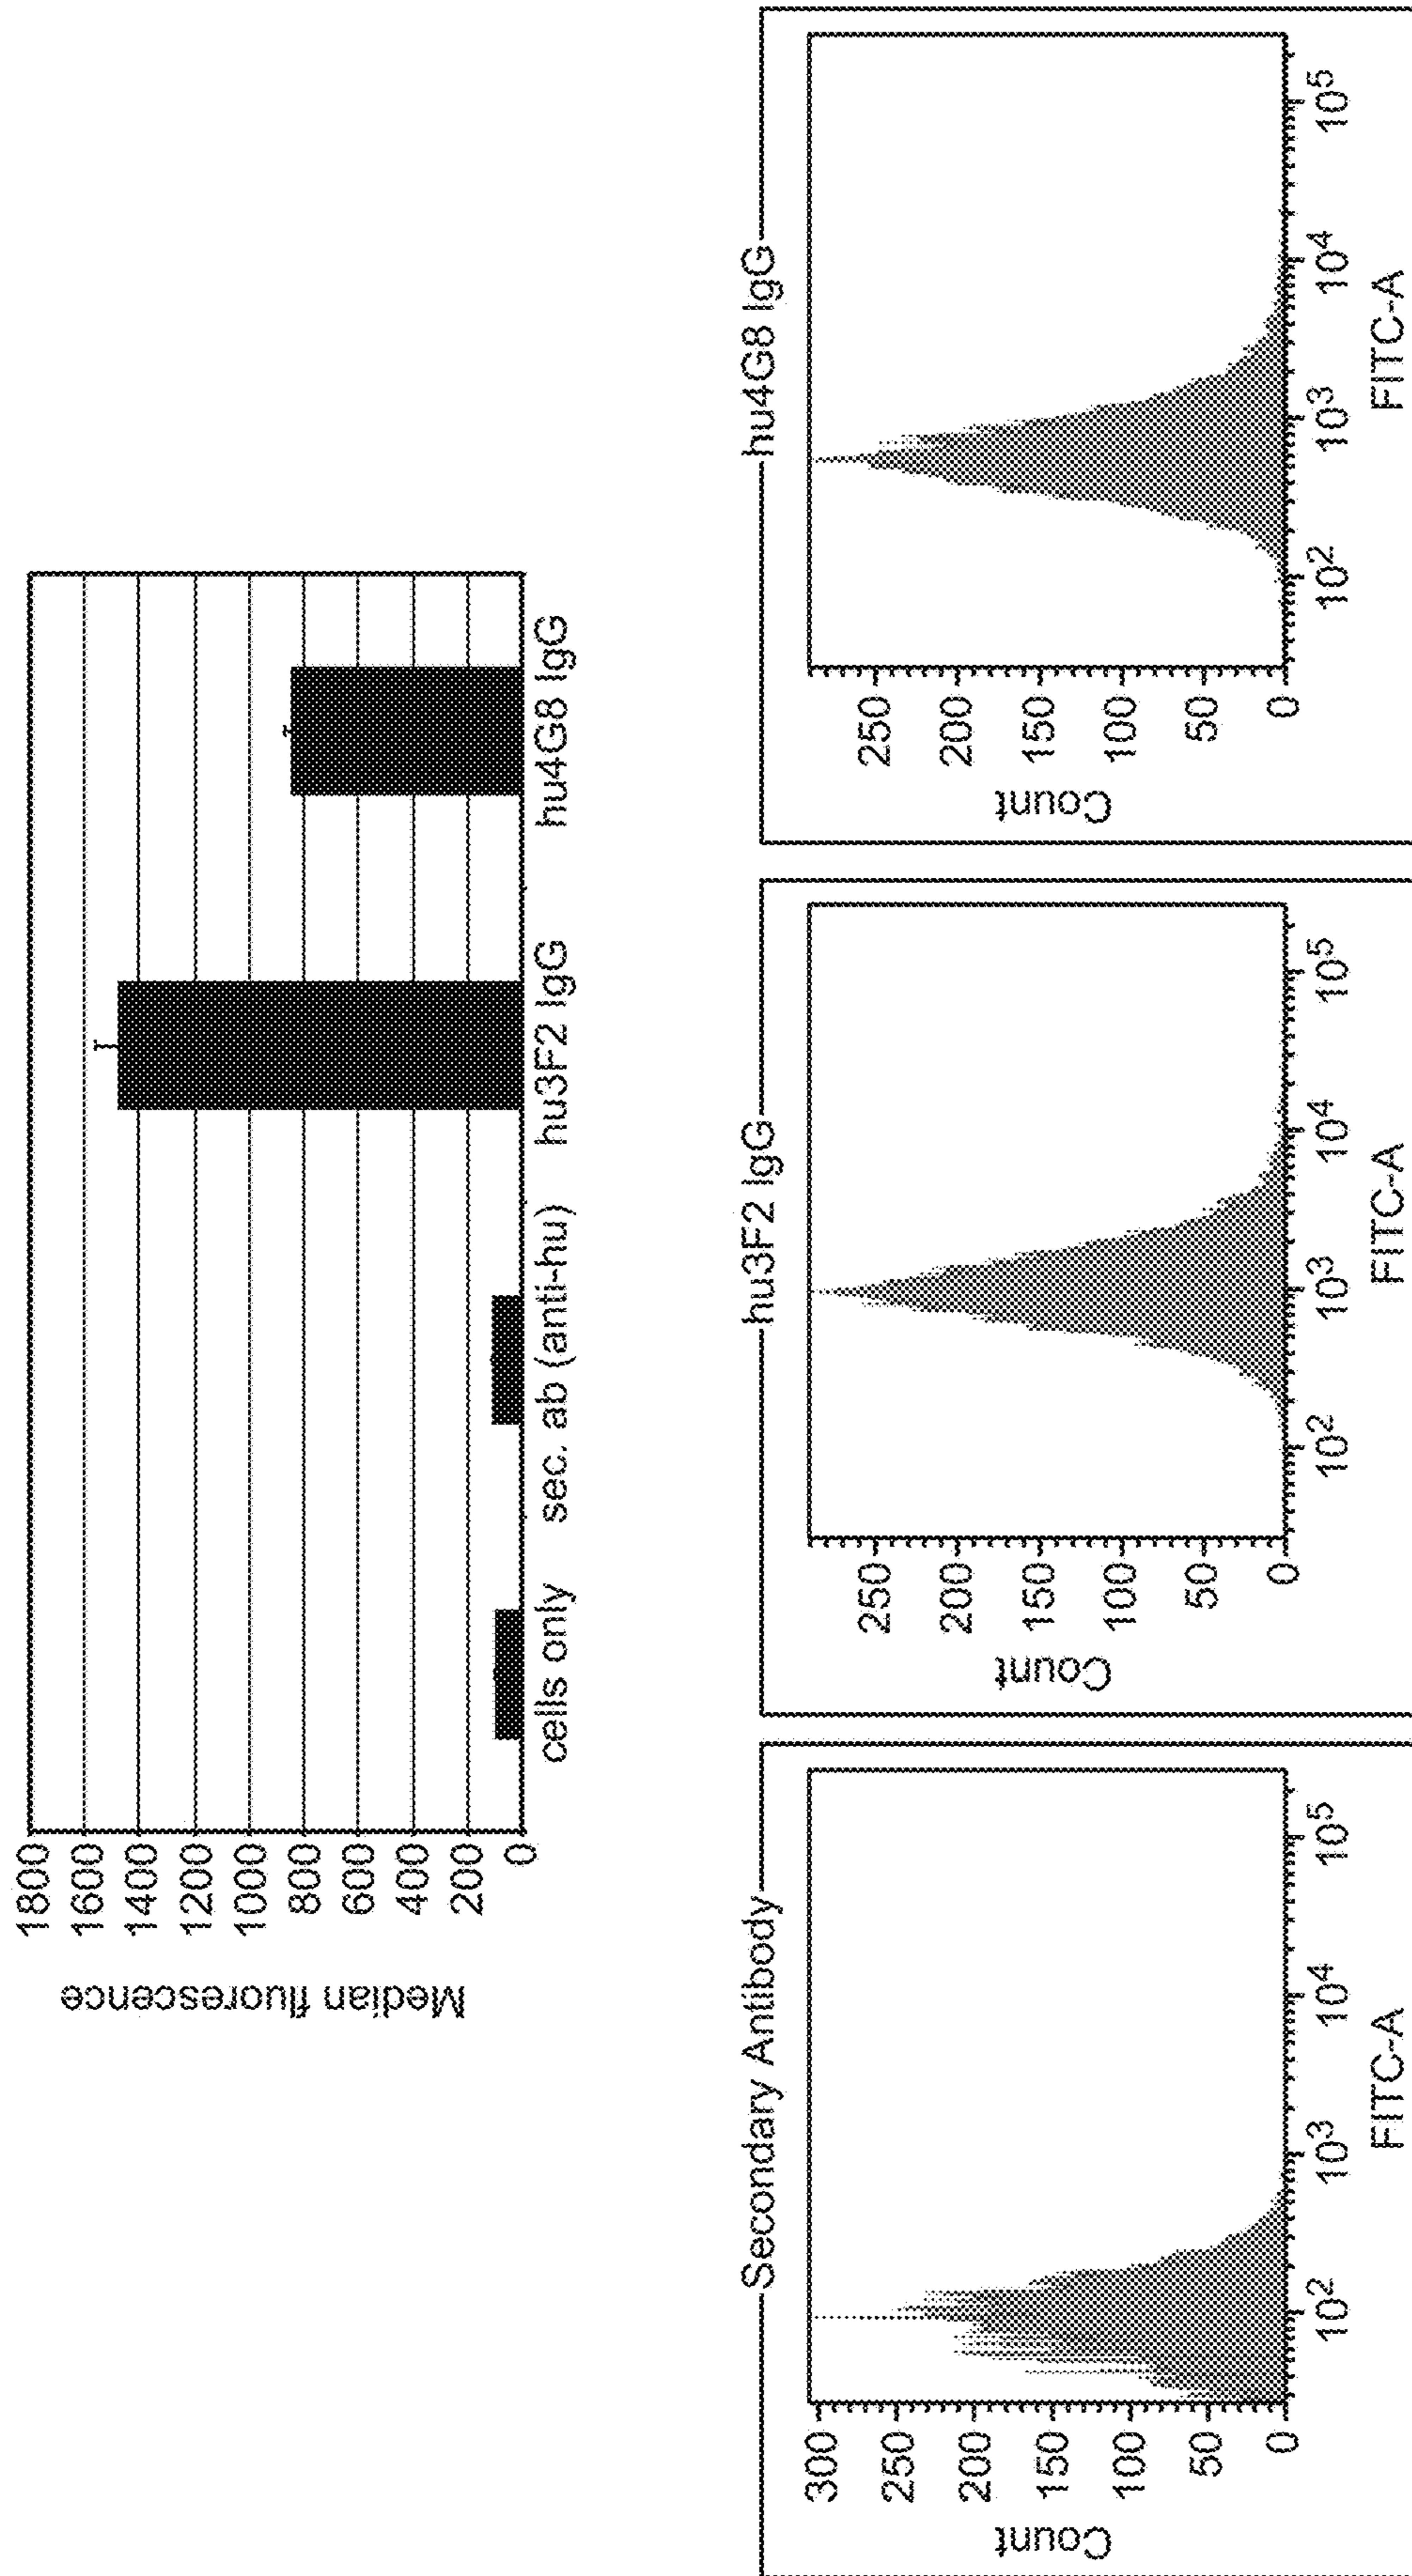 Median fluorescence
1800
1600
1400
1200
1000
800
600
400
200
0
cells only
sec. ab (anti-hu)
hu3F2 IgG
hu4G8 IgG
Secondary Antibody
Count
300
250
200
150
100
50
0
10²
10³
10⁴
10⁵
FITC-A
hu3F2 IgG
Count
250
200
150
100
50
0
10²
10³
10⁴
10⁵
FITC-A
hu4G8 IgG
Count
250
200
150
100
50
0
10²
10³
10⁴
10⁵
FITC-A